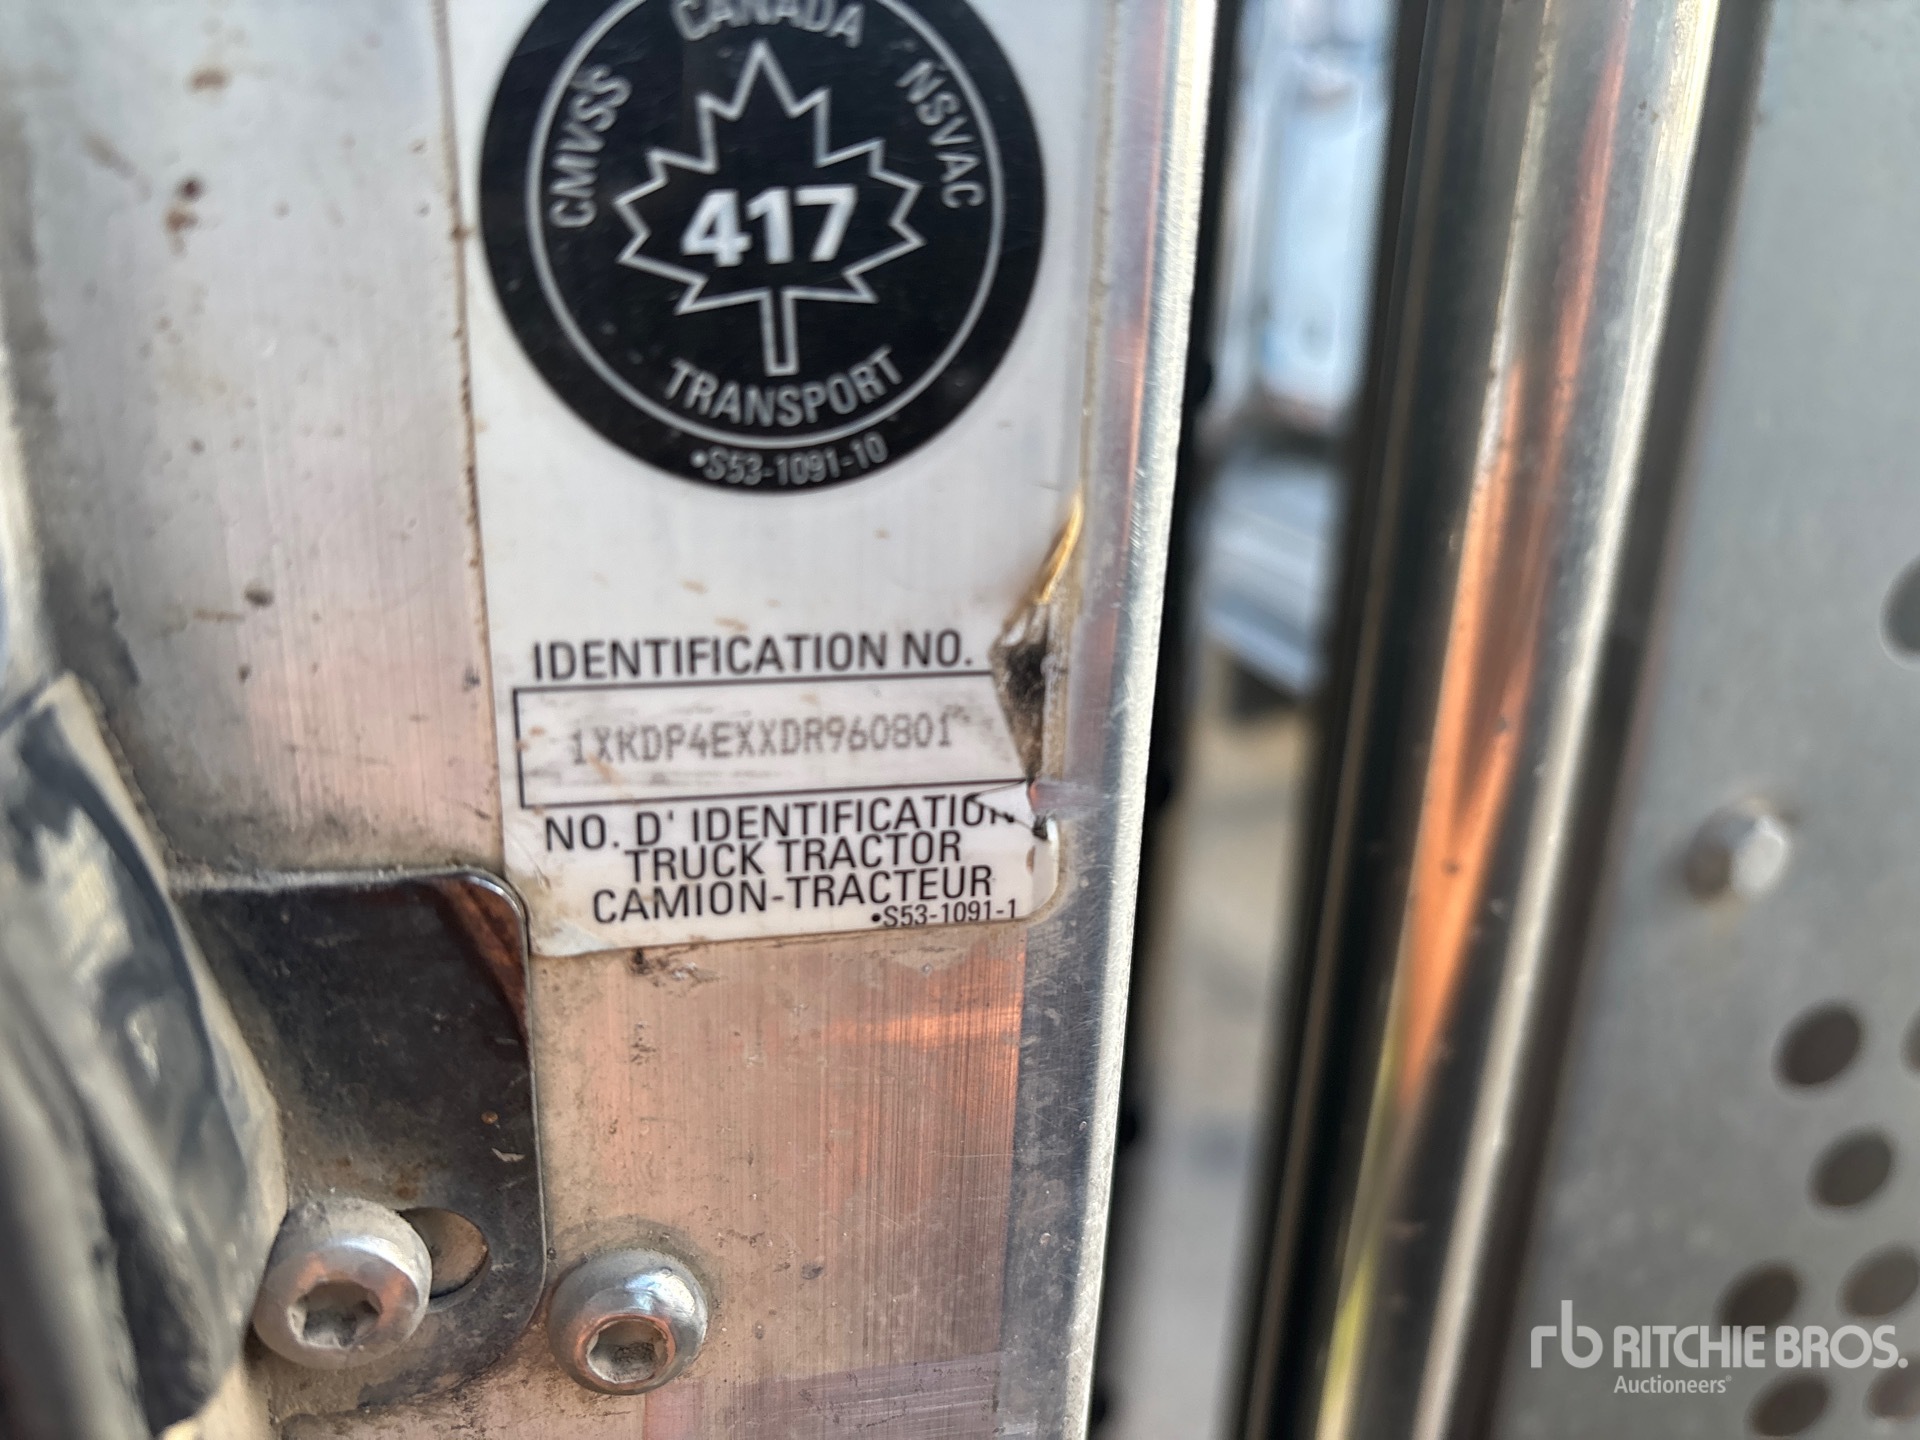 CANADA
CMVSS
NSVAC
417
TRANSPORT
•S53-1091-10
IDENTIFICATION NO.
1XKDP4EXXDR960801
NO. D' IDENTIFICATION
TRUCK TRACTOR
CAMION-TRACTEUR
•S53-1091-1
rb RITCHIE BROS.
Auctioneers